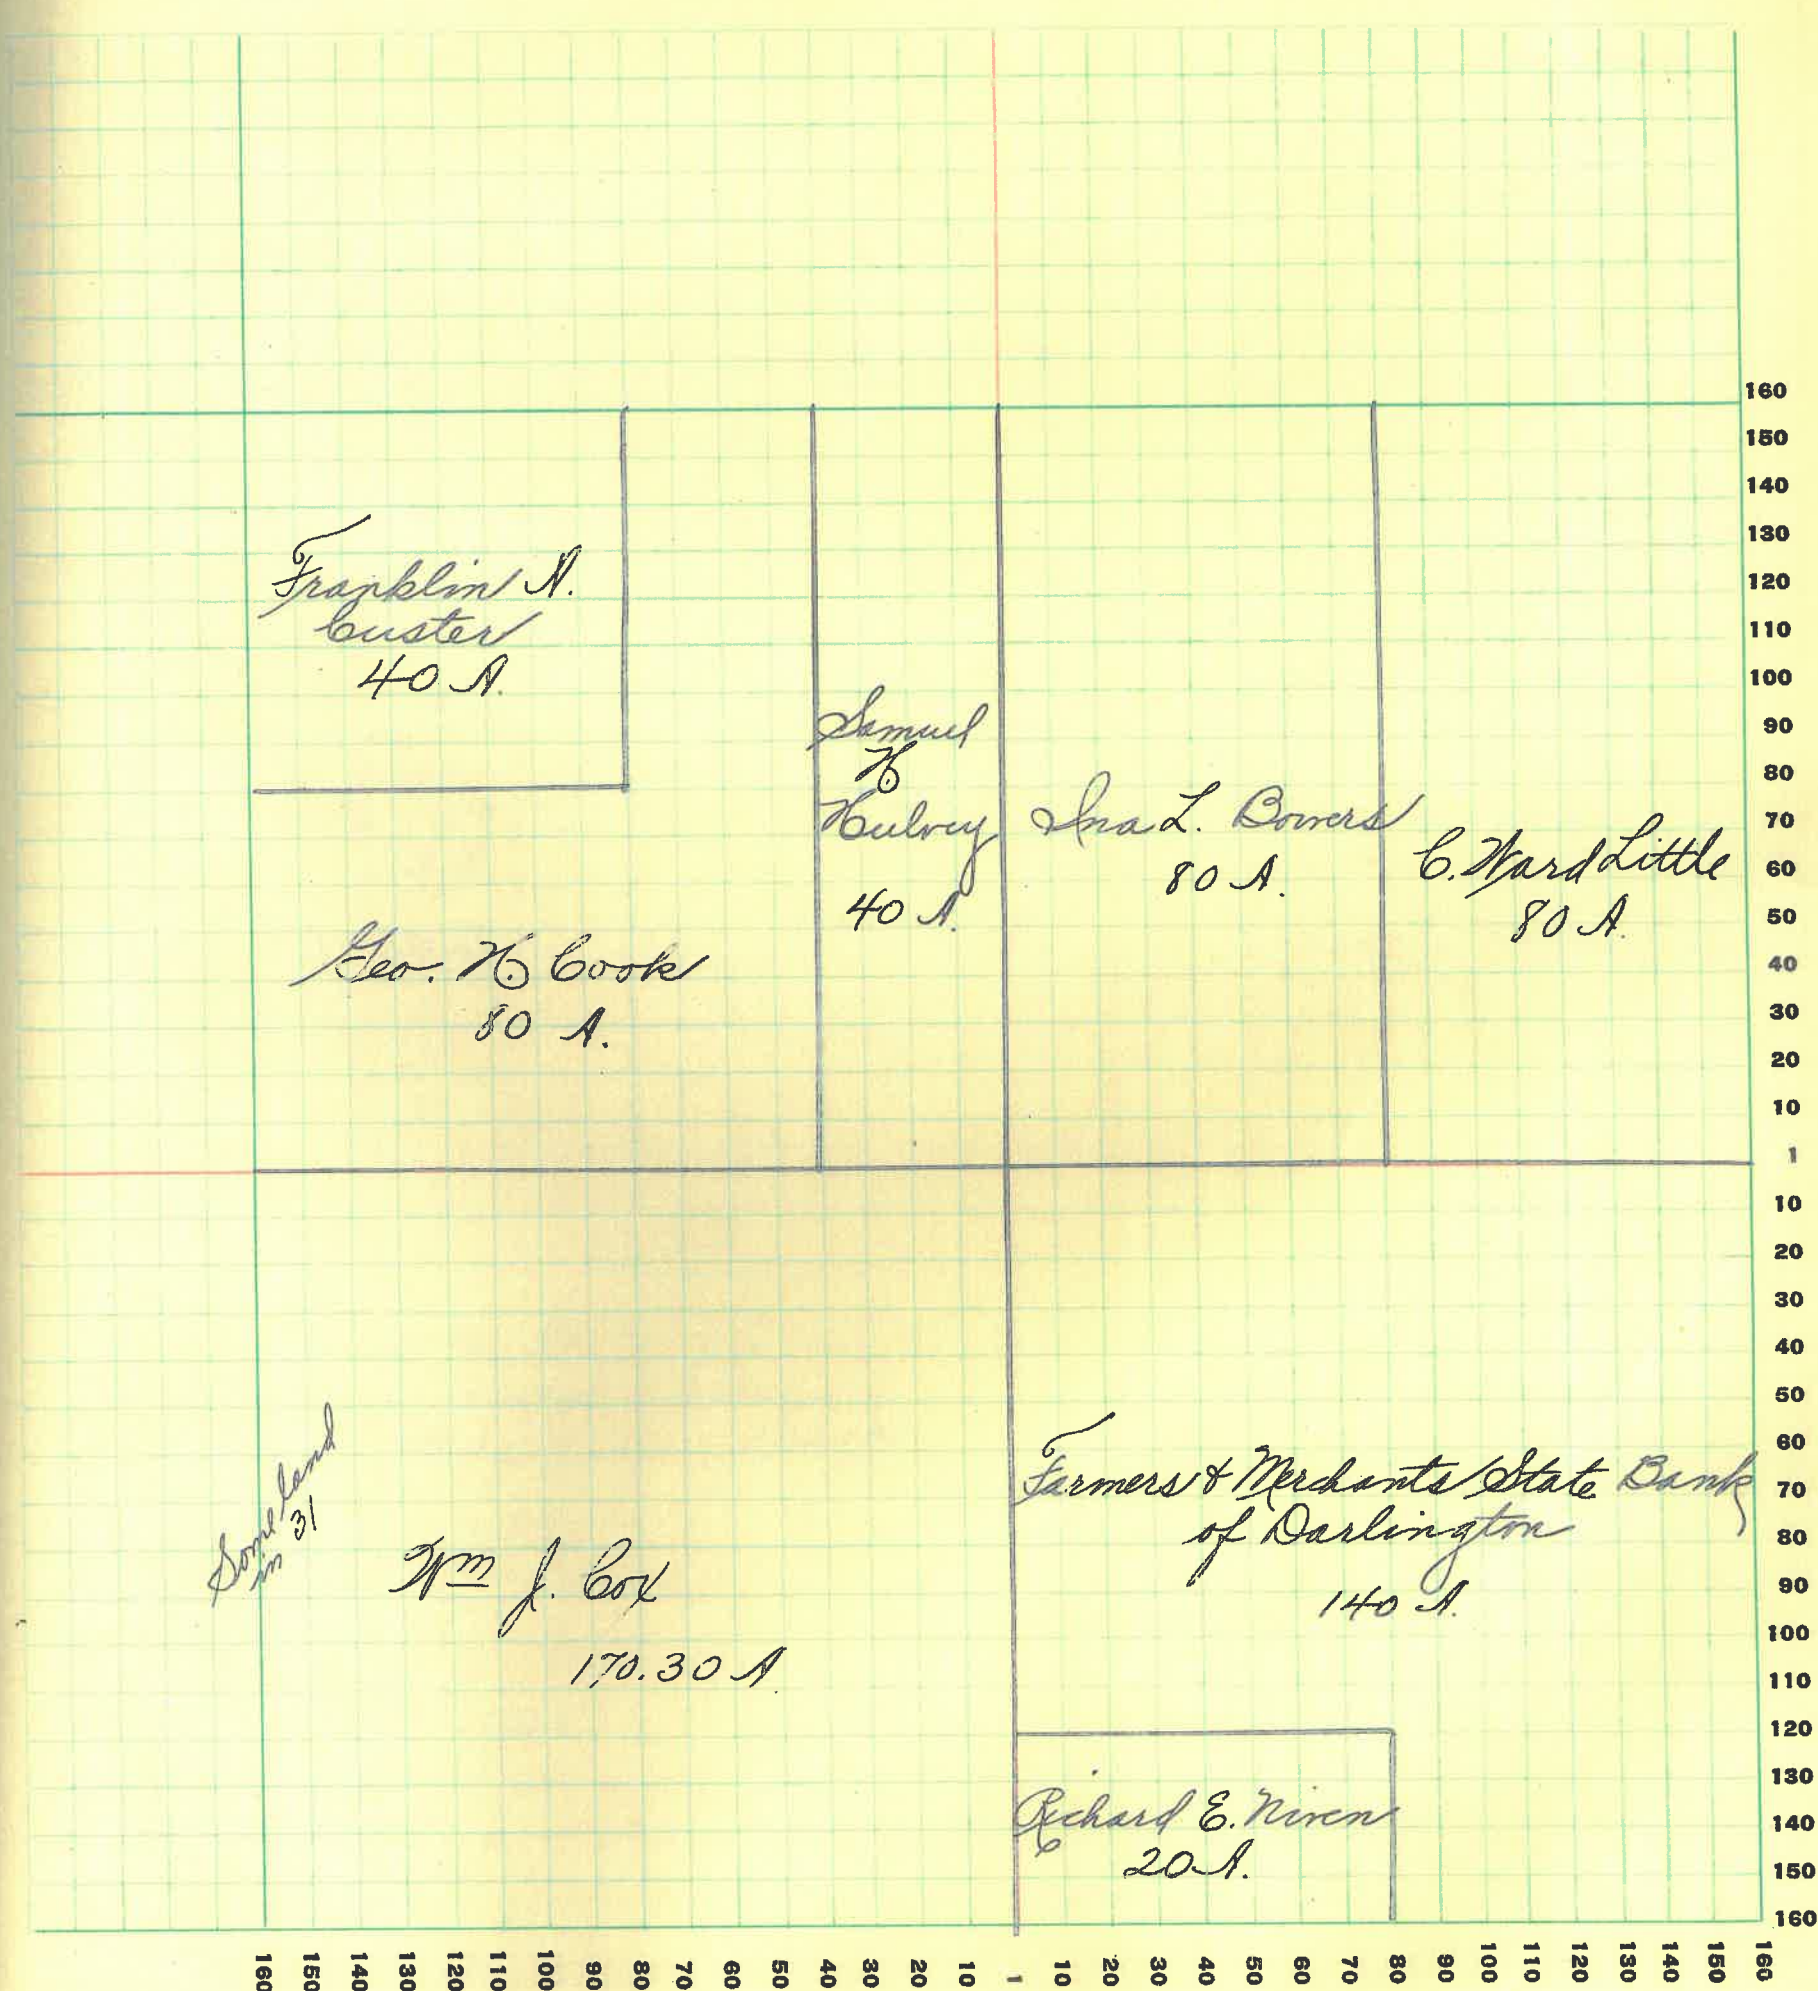 Franklin A.
Custer
40 A.
Samuel
H
Hulvey
40 A.
Ina L. Bowers
80 A.
C. Ward Little
80 A.
Geo. H. Cook
80 A.
Some land
in 31
Wm J. Cox
170.30 A
Farmers & Merchants State Bank
of Darlington
140 A.
Richard E. Niven
20 A.
160
150
140
130
120
110
100
90
80
70
60
50
40
30
20
10
1
10
20
30
40
50
60
70
80
90
100
110
120
130
140
150
160
160 150 140 130 120 110 100 90 80 70 60 50 40 30 20 10 1 10 20 30 40 50 60 70 80 90 100 110 120 130 140 150 160